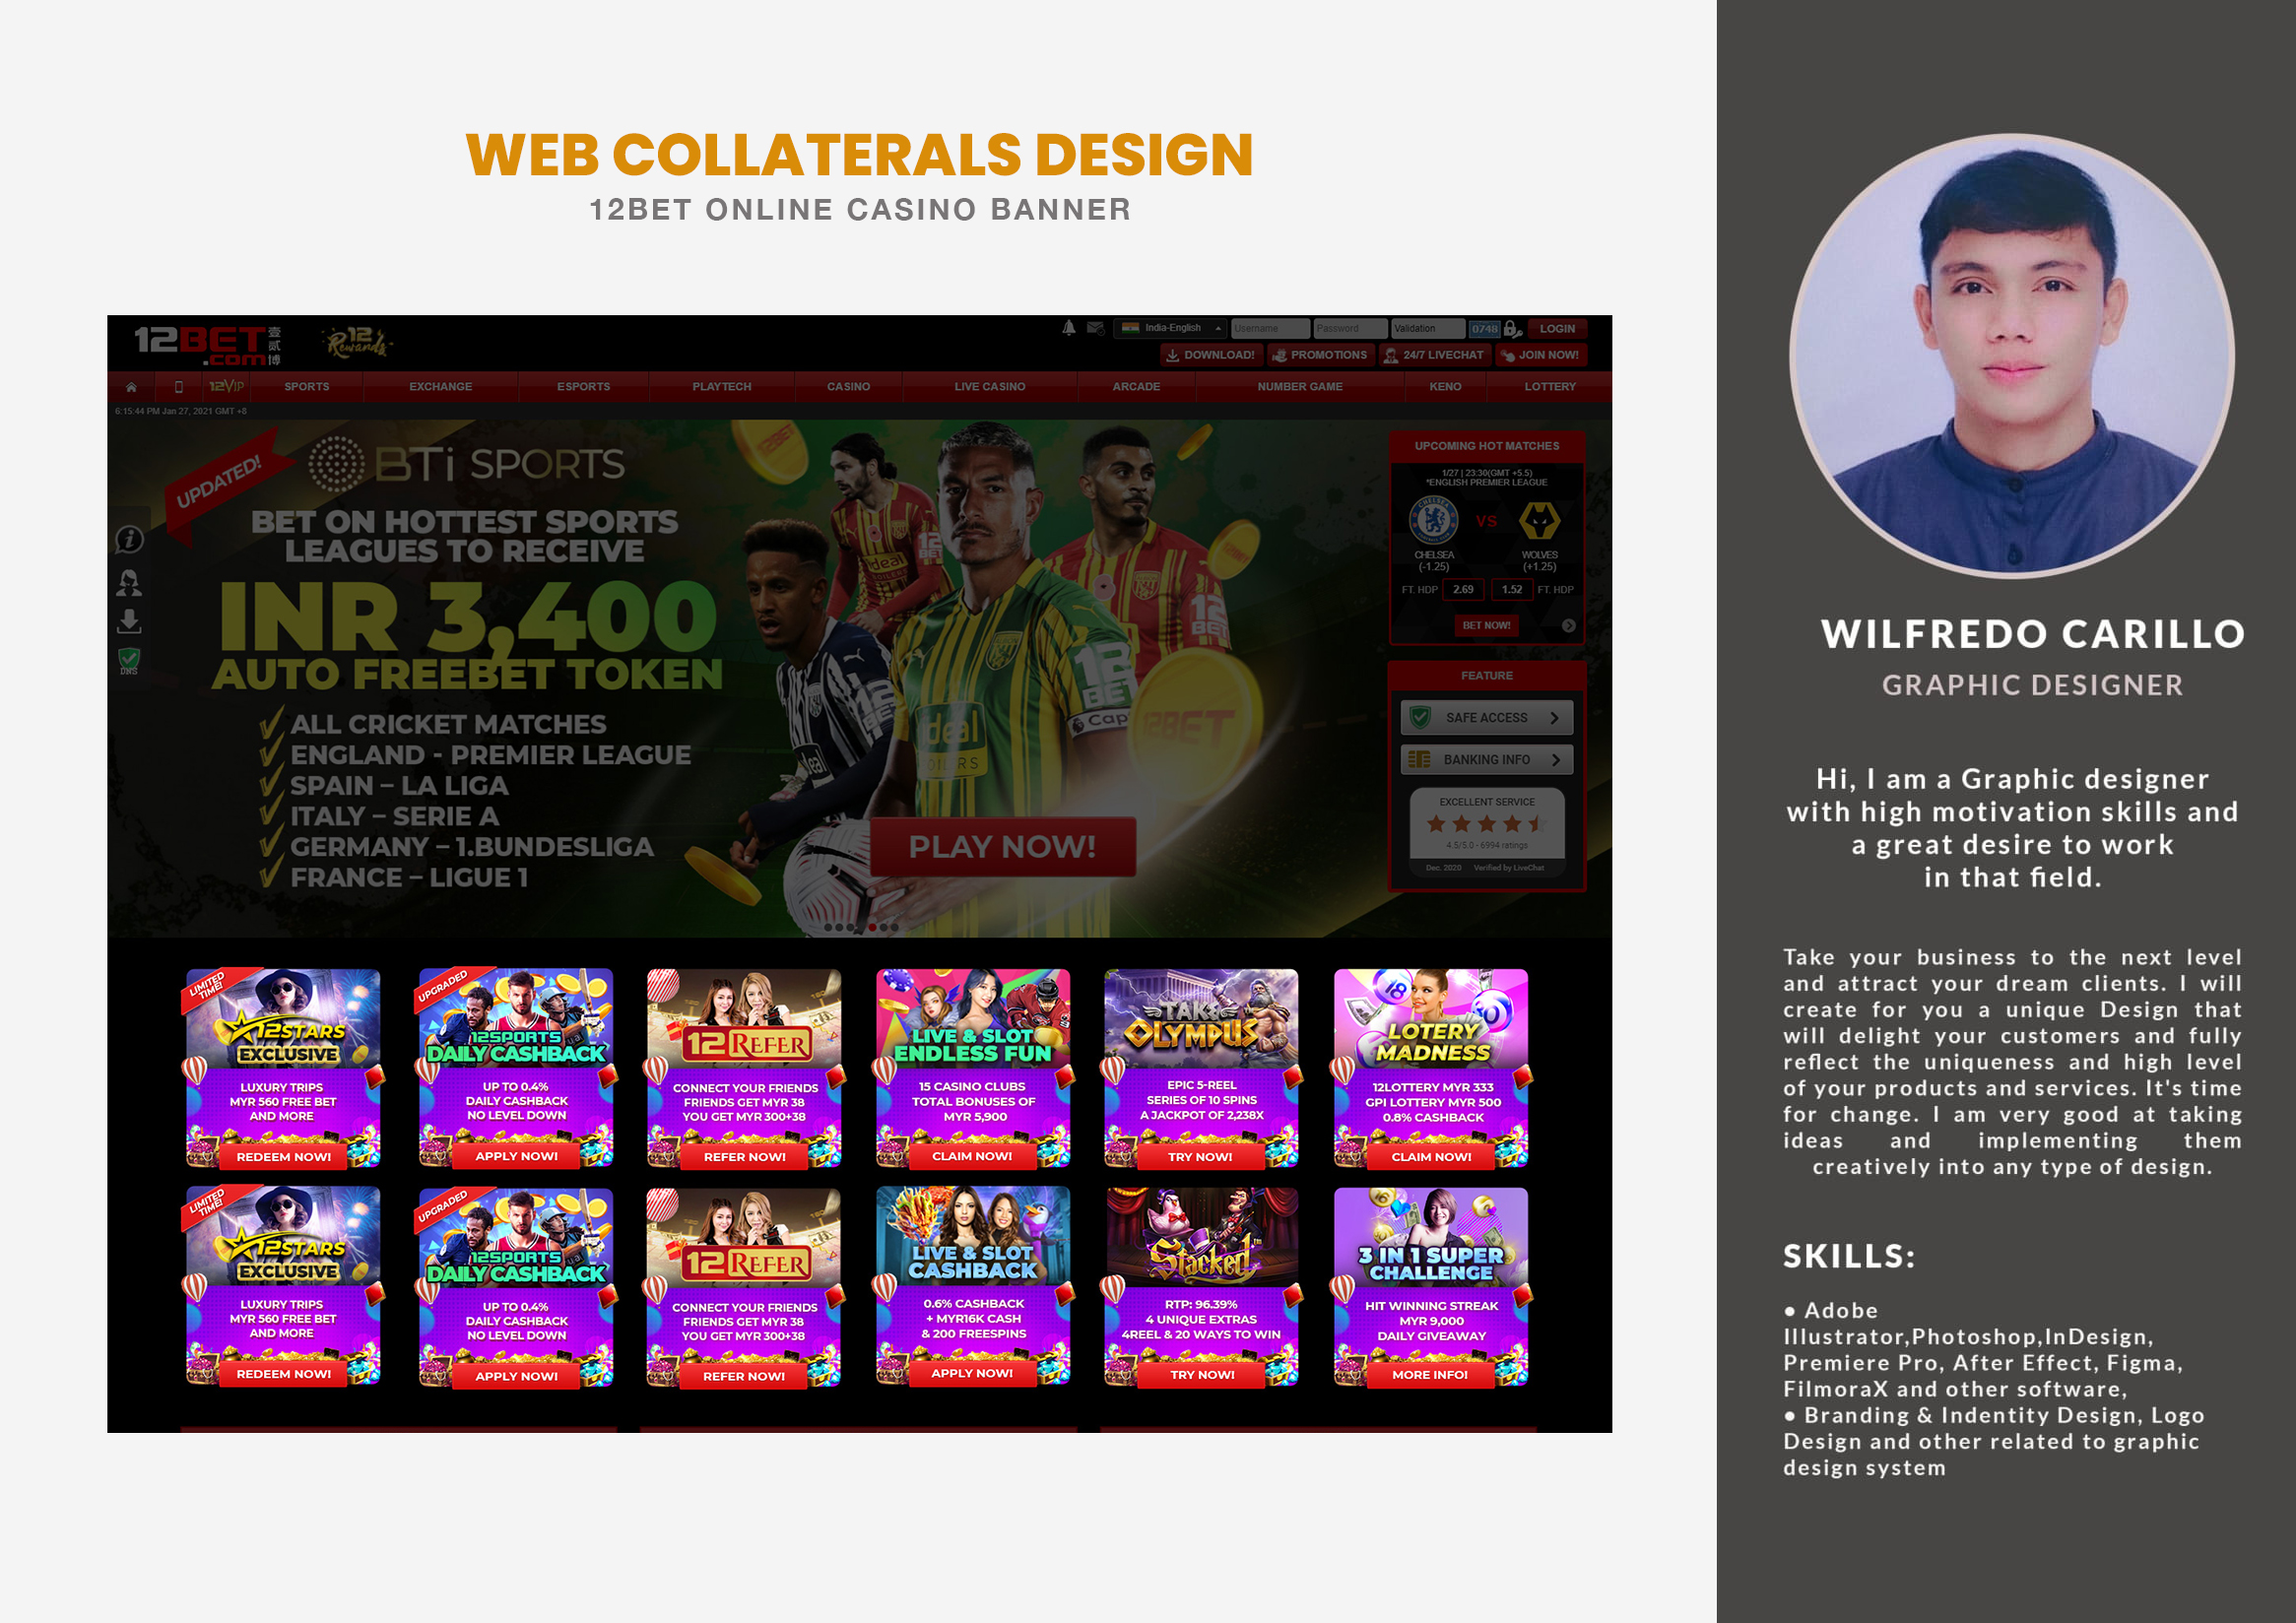 WEB COLLATERALS DESIGN
12BET ONLINE CASINO BANNER
12BET
.com
壹贰博
12
Rewards
India-English
Username
Password
Validation
0748
LOGIN
DOWNLOAD!
PROMOTIONS
24/7 LIVECHAT
JOIN NOW!
12VIP
SPORTS
EXCHANGE
ESPORTS
PLAYTECH
CASINO
LIVE CASINO
ARCADE
NUMBER GAME
KENO
LOTTERY
6:15:44 PM Jan 27, 2021 GMT +8
UPDATED!
BTi SPORTS
BET ON HOTTEST SPORTS
LEAGUES TO RECEIVE
INR 3,400
AUTO FREEBET TOKEN
ALL CRICKET MATCHES
ENGLAND - PREMIER LEAGUE
SPAIN – LA LIGA
ITALY – SERIE A
GERMANY – 1.BUNDESLIGA
FRANCE – LIGUE 1
DNS
12BET
12
BET
ideal
BOILERS
12
BET
12
BET
Cap
12BET
12BET
ideal
12
BET
ideal
BOILERS
PLAY NOW!
UPCOMING HOT MATCHES
1/27 | 23:30(GMT +5.5)
*ENGLISH PREMIER LEAGUE
VS
CHELSEA
(-1.25)
WOLVES
(+1.25)
FT. HDP
2.69
1.52
FT. HDP
BET NOW!
FEATURE
SAFE ACCESS
BANKING INFO
EXCELLENT SERVICE
4.5/5.0 - 6994 ratings
Dec. 2020
Verified by LiveChat
LIMITED
TIME!
12STARS
EXCLUSIVE
LUXURY TRIPS
MYR 560 FREE BET
AND MORE
REDEEM NOW!
UPGRADED
12SPORTS
DAILY CASHBACK
UP TO 0.4%
DAILY CASHBACK
NO LEVEL DOWN
APPLY NOW!
12 REFER
CONNECT YOUR FRIENDS
FRIENDS GET MYR 38
YOU GET MYR 300+38
REFER NOW!
LIVE & SLOT
ENDLESS FUN
15 CASINO CLUBS
TOTAL BONUSES OF
MYR 5,900
CLAIM NOW!
TAKE
OLYMPUS
EPIC 5-REEL
SERIES OF 10 SPINS
A JACKPOT OF 2,238X
TRY NOW!
18
30
LOTERY
MADNESS
12LOTTERY MYR 333
GPI LOTTERY MYR 500
0.8% CASHBACK
CLAIM NOW!
LIMITED
TIME!
12STARS
EXCLUSIVE
LUXURY TRIPS
MYR 560 FREE BET
AND MORE
REDEEM NOW!
UPGRADED
12SPORTS
DAILY CASHBACK
UP TO 0.4%
DAILY CASHBACK
NO LEVEL DOWN
APPLY NOW!
12 REFER
CONNECT YOUR FRIENDS
FRIENDS GET MYR 38
YOU GET MYR 300+38
REFER NOW!
LIVE & SLOT
CASHBACK
0.6% CASHBACK
+ MYR16K CASH
& 200 FREESPINS
APPLY NOW!
Stacked
RTP: 96.39%
4 UNIQUE EXTRAS
4REEL & 20 WAYS TO WIN
TRY NOW!
3 IN 1 SUPER
CHALLENGE
HIT WINNING STREAK
MYR 9,000
DAILY GIVEAWAY
MORE INFO!
WILFREDO CARILLO
GRAPHIC DESIGNER
Hi, I am a Graphic designer
with high motivation skills and
a great desire to work
in that field.
Take your business to the next level
and attract your dream clients. I will
create for you a unique Design that
will delight your customers and fully
reflect the uniqueness and high level
of your products and services. It's time
for change. I am very good at taking
ideas and implementing them
creatively into any type of design.
SKILLS:
● Adobe
Illustrator,Photoshop,InDesign,
Premiere Pro, After Effect, Figma,
FilmoraX and other software,
● Branding & Indentity Design, Logo
Design and other related to graphic
design system